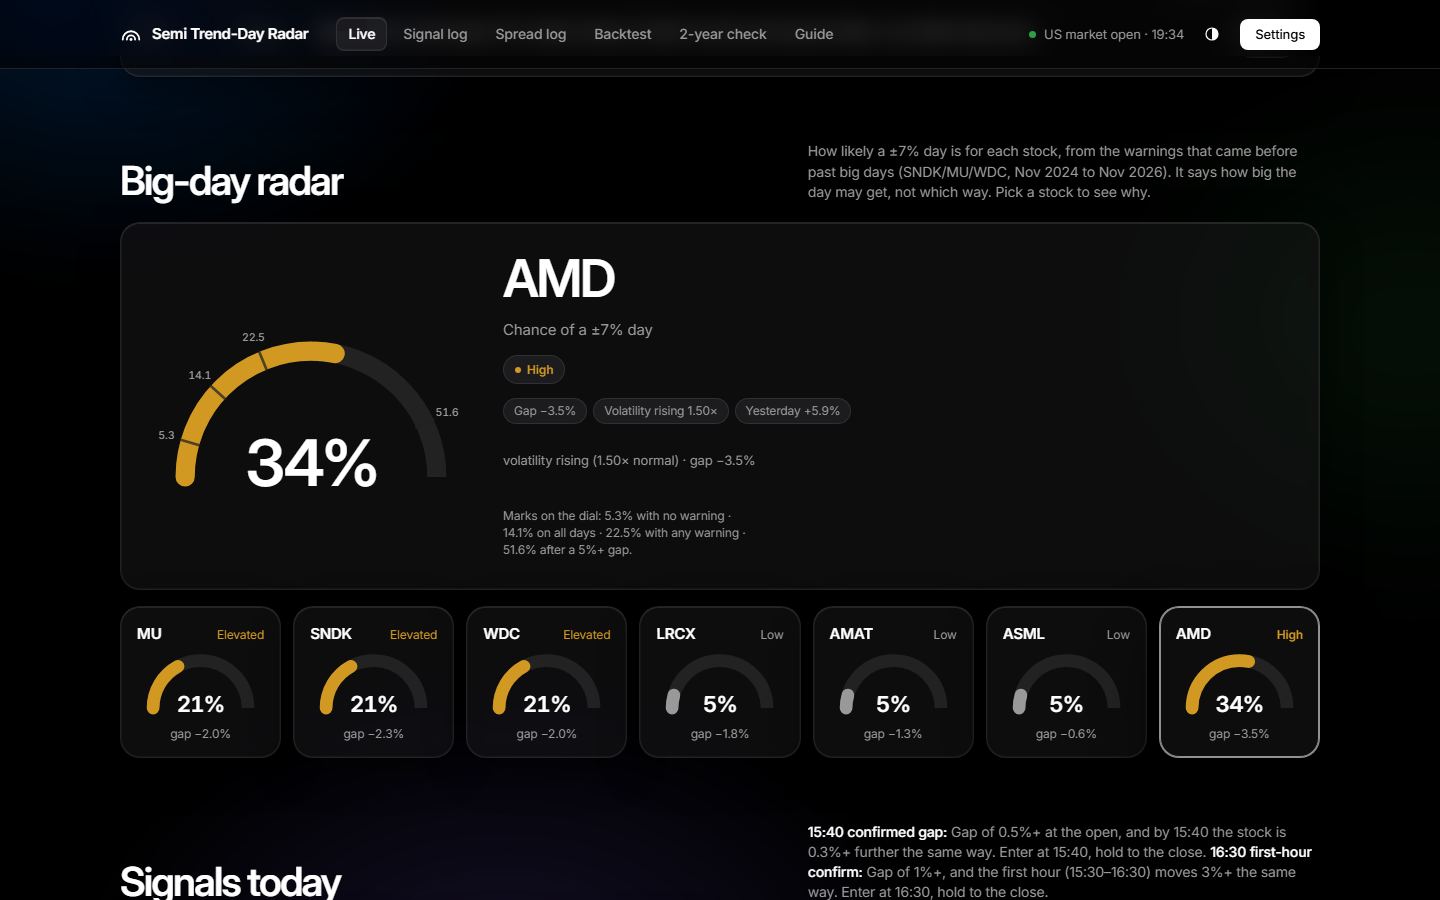 Semi Trend-Day Radar
Live
Signal log
Spread log
Backtest
2-year check
Guide
US market open · 19:34
Settings
Big-day radar
How likely a ±7% day is for each stock, from the warnings that came before
past big days (SNDK/MU/WDC, Nov 2024 to Nov 2026). It says how big the
day may get, not which way. Pick a stock to see why.
5.3
14.1
22.5
51.6
34%
AMD
Chance of a ±7% day
High
Gap −3.5%
Volatility rising 1.50×
Yesterday +5.9%
volatility rising (1.50× normal) · gap −3.5%
Marks on the dial: 5.3% with no warning ·
14.1% on all days · 22.5% with any warning ·
51.6% after a 5%+ gap.
MU
Elevated
21%
gap −2.0%
SNDK
Elevated
21%
gap −2.3%
WDC
Elevated
21%
gap −2.0%
LRCX
Low
5%
gap −1.8%
AMAT
Low
5%
gap −1.3%
ASML
Low
5%
gap −0.6%
AMD
High
34%
gap −3.5%
Signals today
15:40 confirmed gap: Gap of 0.5%+ at the open, and by 15:40 the stock is
0.3%+ further the same way. Enter at 15:40, hold to the close. 16:30 first-hour
confirm: Gap of 1%+, and the first hour (15:30–16:30) moves 3%+ the same
way. Enter at 16:30, hold to the close.